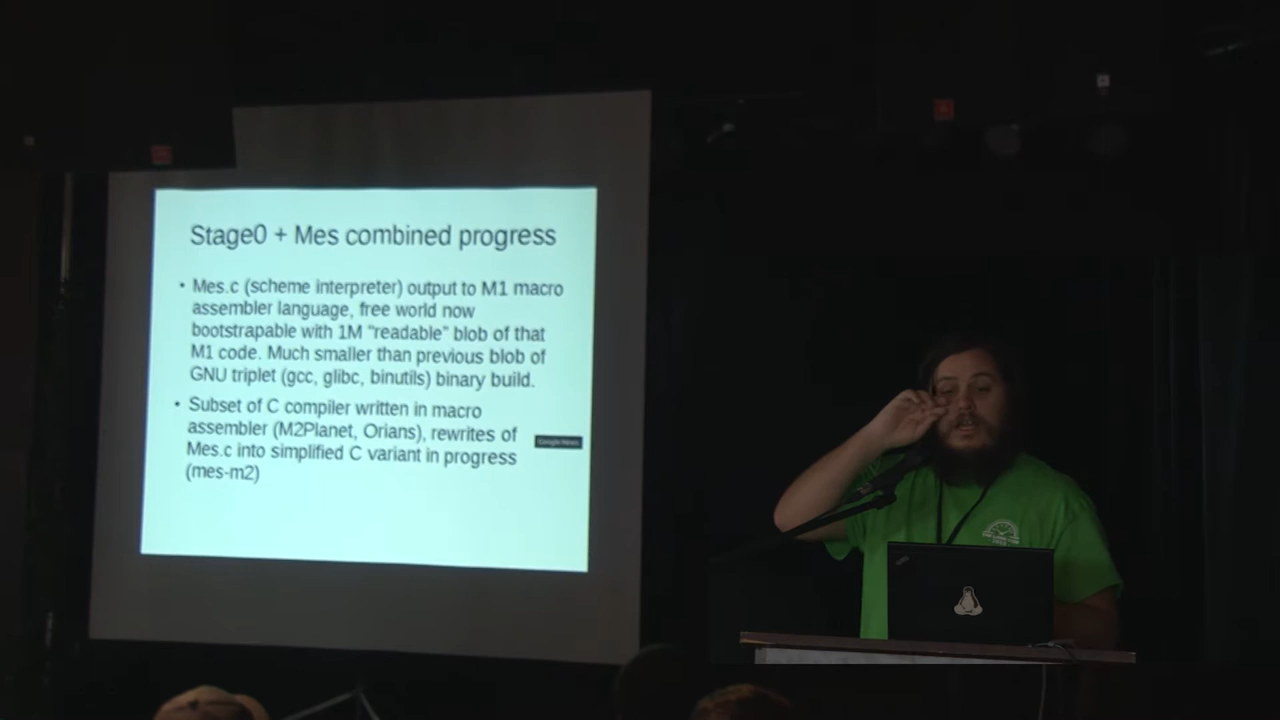 Stage0 + Mes combined progress
• Mes.c (scheme interpreter) output to M1 macro
assembler language, free world now
bootstrapable with 1M "readable" blob of that
M1 code. Much smaller than previous blob of
GNU triplet (gcc, glibc, binutils) binary build.
• Subset of C compiler written in macro
assembler (M2Planet, Orians), rewrites of
Mes.c into simplified C variant in progress
(mes-m2)
Google News